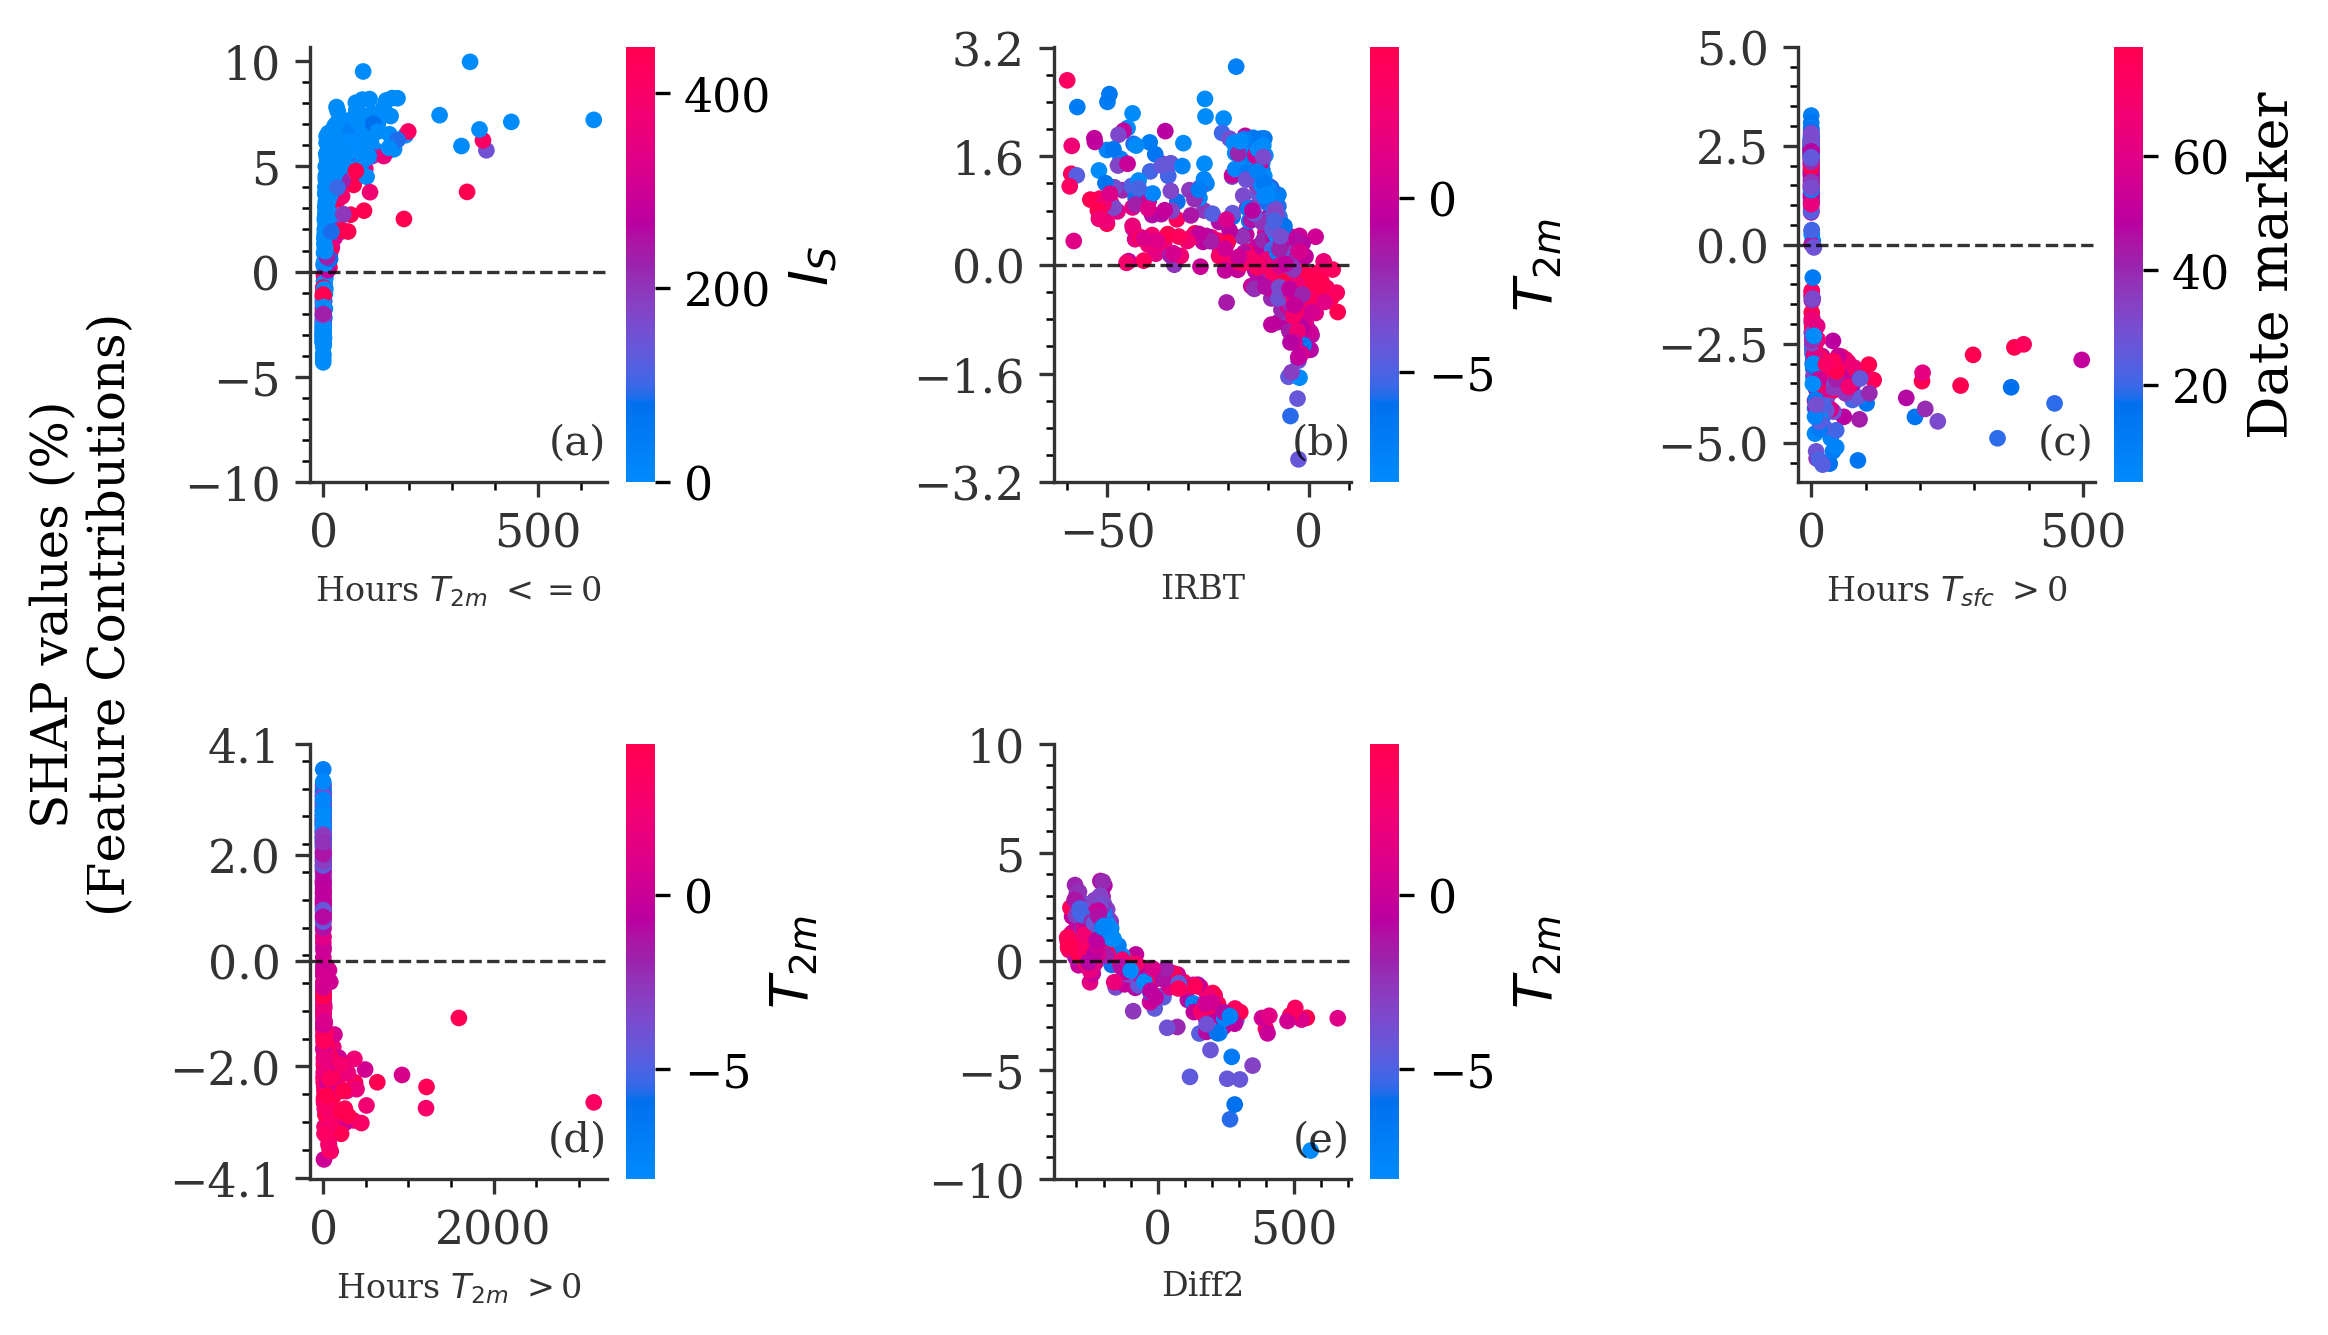 SHAP values (%)
(Feature Contributions)
10
5
0
−5
−10
0
500
Hours T2m <= 0
(a)
400
200
0
IS
3.2
1.6
0.0
−1.6
−3.2
−50
0
IRBT
(b)
0
−5
T2m
5.0
2.5
0.0
−2.5
−5.0
0
500
Hours Tsfc > 0
(c)
60
40
20
Date marker
4.1
2.0
0.0
−2.0
−4.1
0
2000
Hours T2m > 0
(d)
0
−5
T2m
10
5
0
−5
−10
0
500
Diff2
(e)
0
−5
T2m